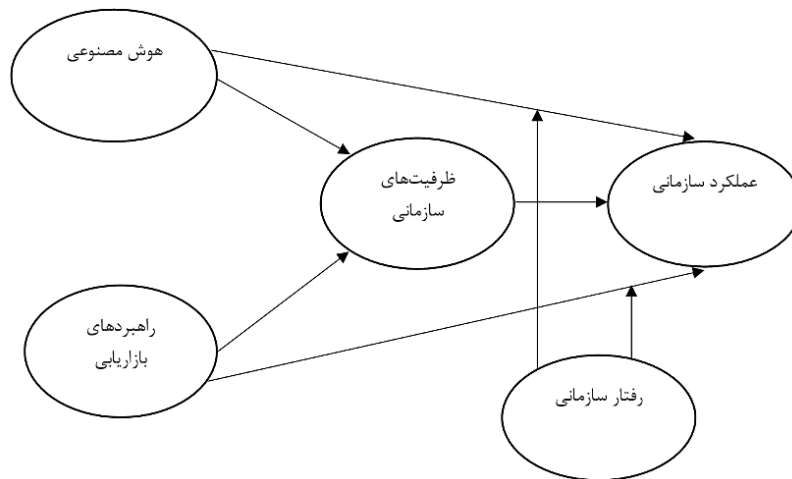 هوش مصنوعی
ظرفیت‌های
سازمانی
عملکرد سازمانی
راهبردهای
بازاریابی
رفتار سازمانی